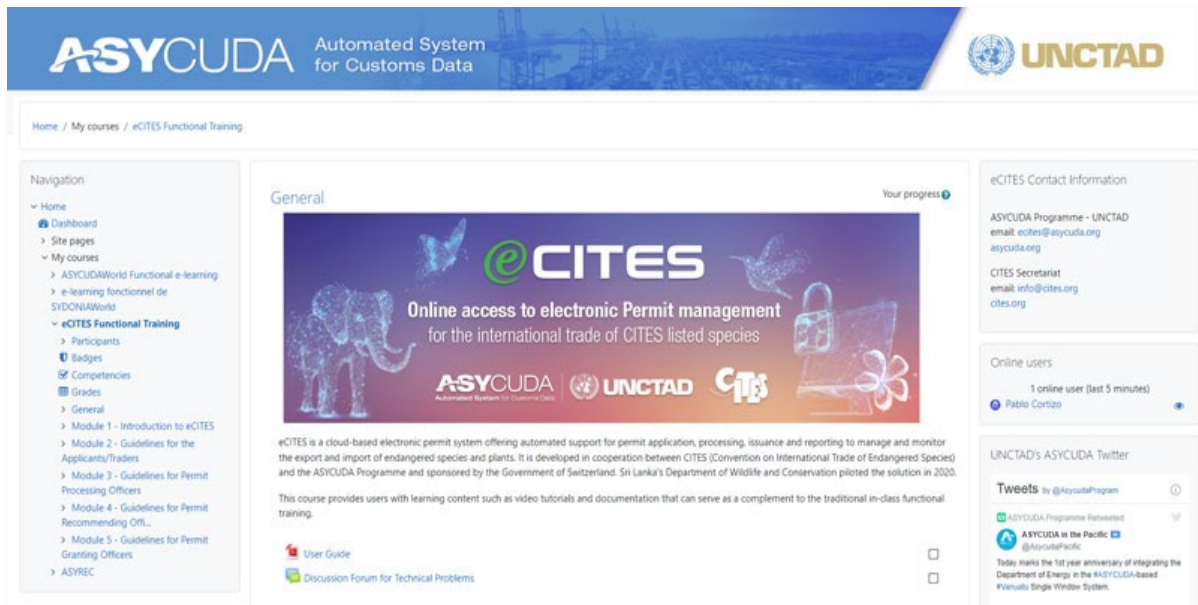 ASYCUDA Automated System
for Customs Data
UNCTAD
Home / My courses / eCITES Functional Training
Navigation
Home
Dashboard
Site pages
My courses
ASYCUDAWorld Functional e-learning
e-learning fonctionnel de
SYDONIAWorld
eCITES Functional Training
Participants
Badges
Competencies
Grades
General
Module 1 - Introduction to eCITES
Module 2 - Guidelines for the
Applicants/Traders
Module 3 - Guidelines for Permit
Processing Officers
Module 4 - Guidelines for Permit
Recommending Offi...
Module 5 - Guidelines for Permit
Granting Officers
ASYREC
General
Your progress
eCITES
Online access to electronic Permit management
for the international trade of CITES listed species
ASYCUDA
Automated System for Customs Data
UNCTAD
CITES
eCITES is a cloud-based electronic permit system offering automated support for permit application, processing, issuance and reporting to manage and monitor
the export and import of endangered species and plants. It is developed in cooperation between CITES (Convention on International Trade of Endangered Species)
and the ASYCUDA Programme and sponsored by the Government of Switzerland. Sri Lanka's Department of Wildlife and Conservation piloted the solution in 2020.
This course provides users with learning content such as video tutorials and documentation that can serve as a complement to the traditional in-class functional
training.
User Guide
Discussion Forum for Technical Problems
eCITES Contact Information
ASYCUDA Programme - UNCTAD
email: ecites@asycuda.org
asycuda.org
CITES Secretariat
email: info@cites.org
cites.org
Online users
1 online user (last 5 minutes)
Pablo Cortizo
UNCTAD's ASYCUDA Twitter
Tweets by @AsycudaProgram
ASYCUDA Programme Retweeted
ASYCUDA in the Pacific
@AsycudaPacific
Today marks the 1st year anniversary of integrating the
Department of Energy in the #ASYCUDA-based
#Vanuatu Single Window System.